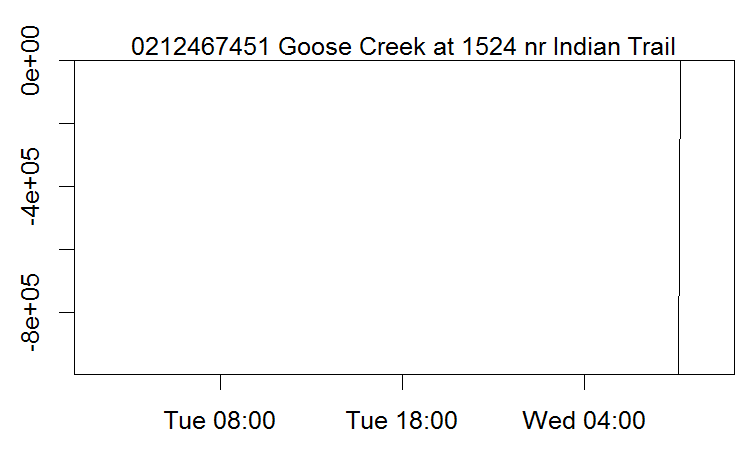 0212467451 Goose Creek at 1524 nr Indian Trail
0e+00
-4e+05
-8e+05
Tue 08:00 Tue 18:00 Wed 04:00